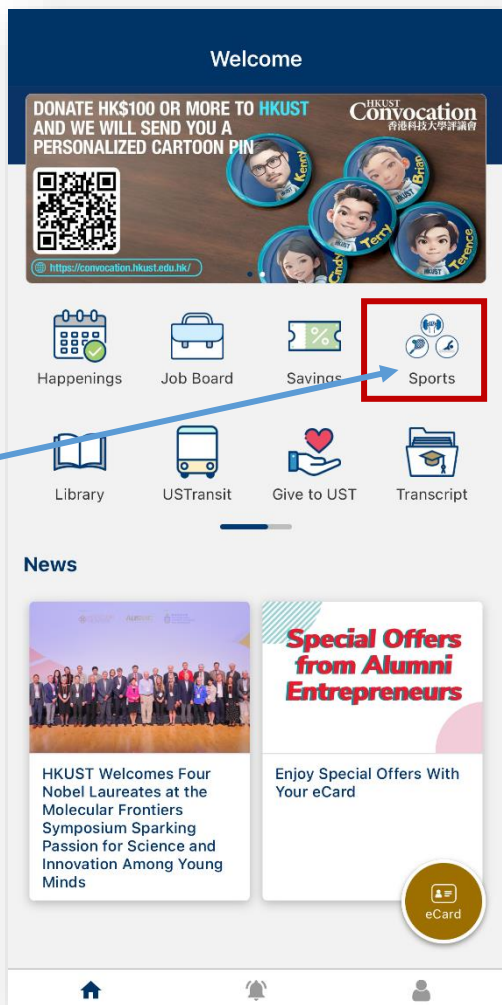 Welcome
DONATE HK$100 OR MORE TO HKUST
AND WE WILL SEND YOU A
PERSONALIZED CARTOON PIN
HKUST
Convocation
香港科技大學評議會
Kenny
Brian
Terry
Cindy
Terence
HKUST
HKUST
https://convocation.hkust.edu.hk/
Happenings
Job Board
Savings
Sports
Library
USTransit
Give to UST
Transcript
News
Special Offers
from Alumni
Entrepreneurs
HKUST Welcomes Four
Nobel Laureates at the
Molecular Frontiers
Symposium Sparking
Passion for Science and
Innovation Among Young
Minds
Enjoy Special Offers With
Your eCard
eCard